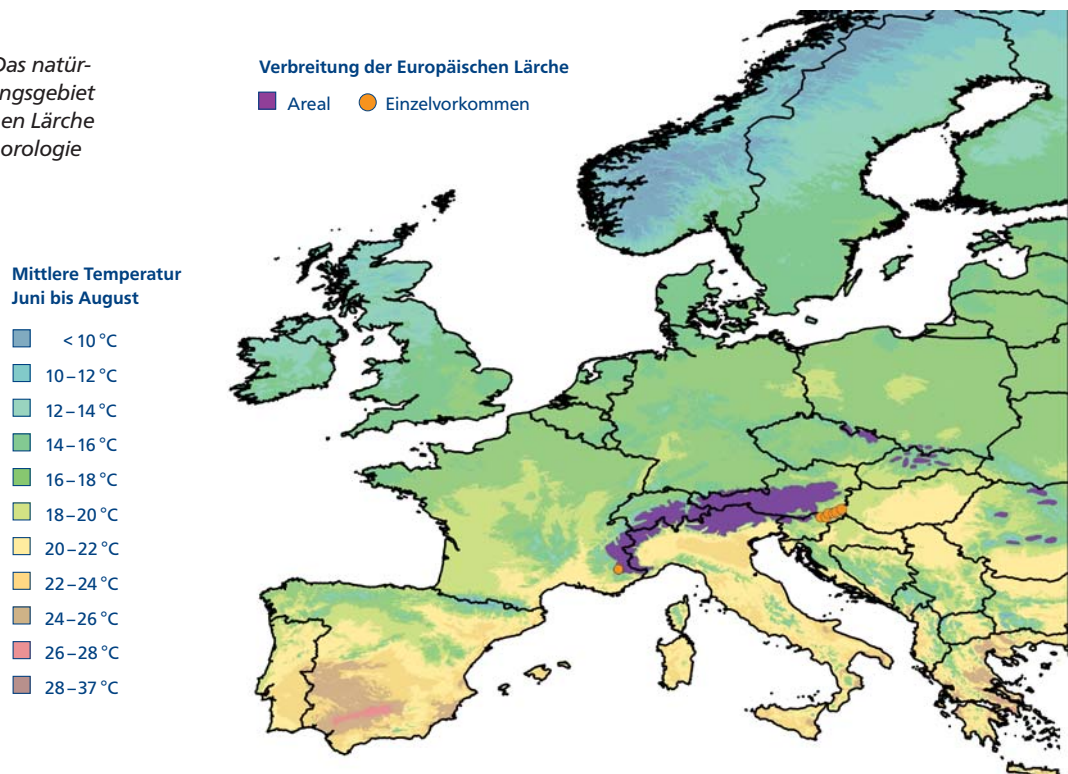 Das natür-
ngsgebiet
en Lärche
orologie
Verbreitung der Europäischen Lärche
Areal
Einzelvorkommen
Mittlere Temperatur
Juni bis August
< 10 °C
10–12 °C
12–14 °C
14–16 °C
16–18 °C
18–20 °C
20–22 °C
22–24 °C
24–26 °C
26–28 °C
28–37 °C